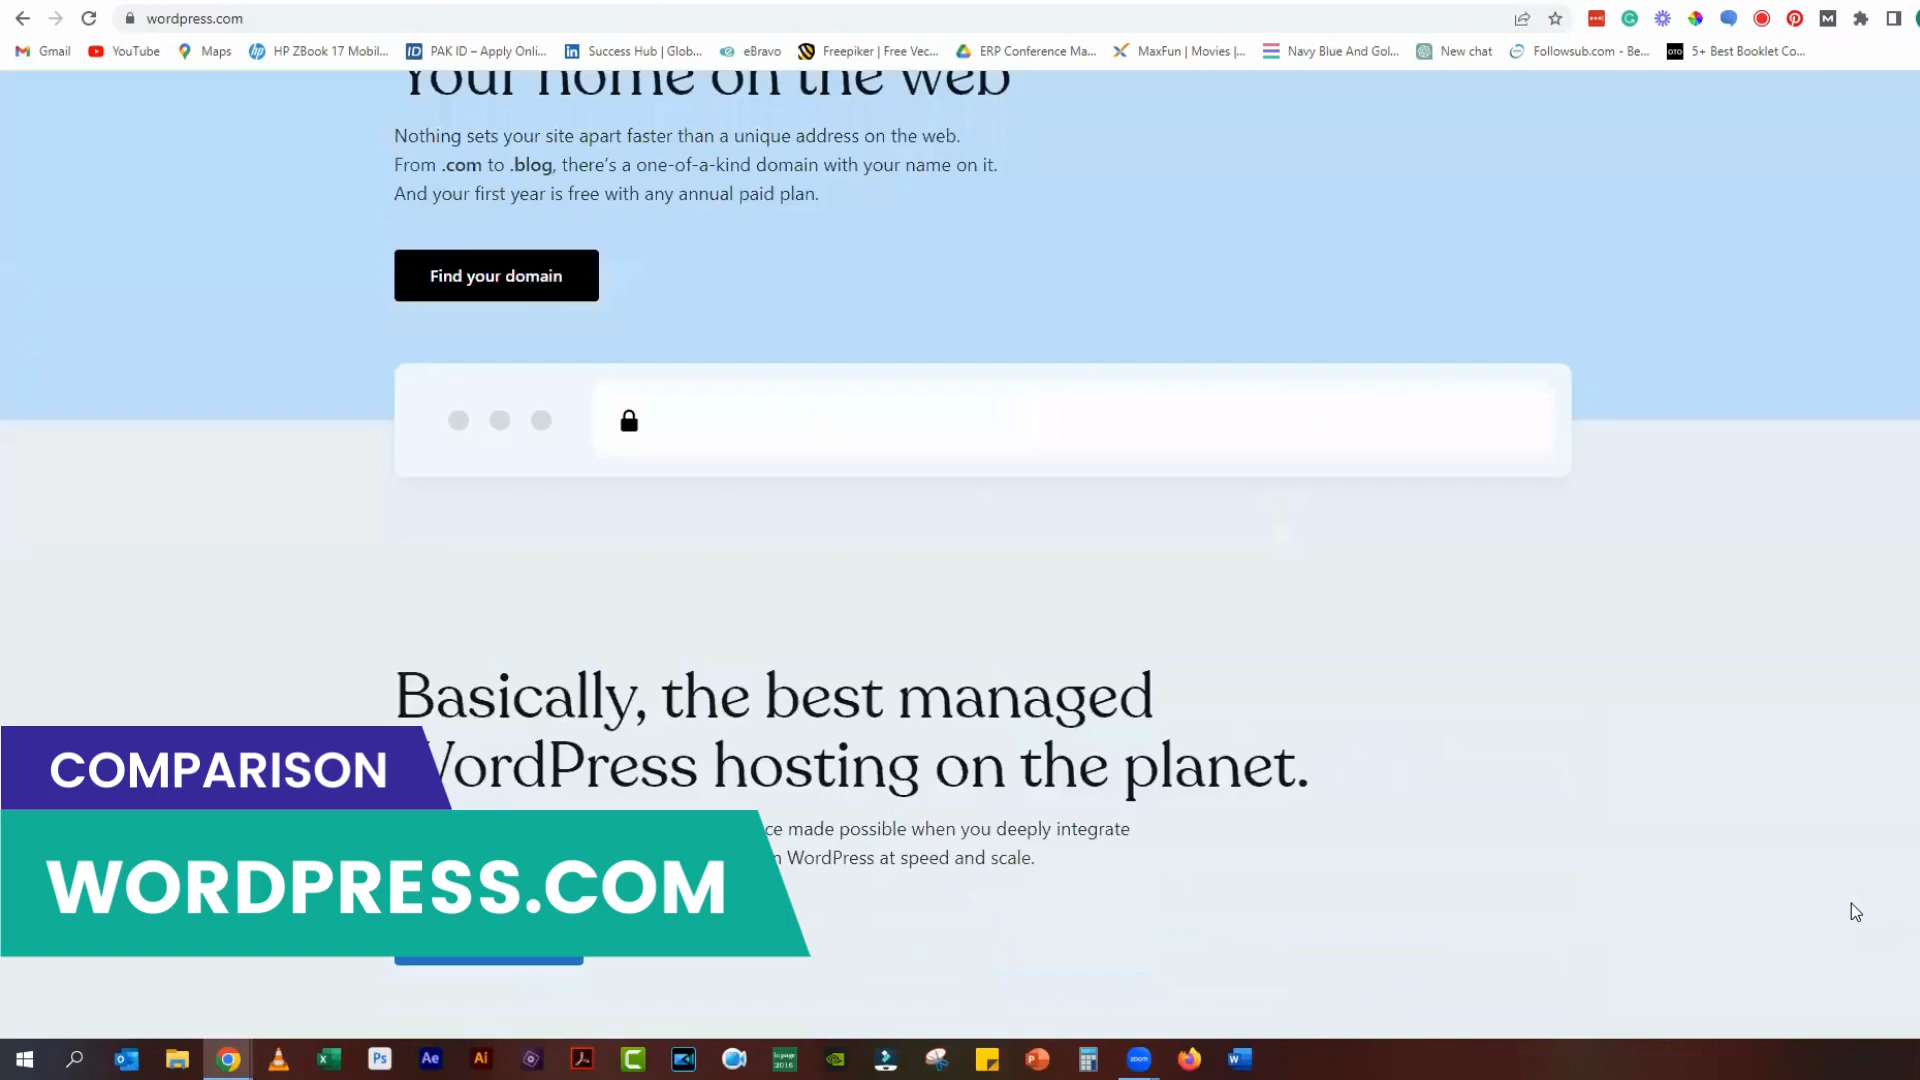 wordpress.com
Gmail
YouTube
Maps
HP ZBook 17 Mobil...
PAK ID – Apply Onli...
Success Hub | Glob...
eBravo
Freepiker | Free Vec...
ERP Conference Ma...
MaxFun | Movies |...
Navy Blue And Gol...
New chat
Followsub.com - Be...
5+ Best Booklet Co...
Your home on the web
Nothing sets your site apart faster than a unique address on the web.
From .com to .blog, there's a one-of-a-kind domain with your name on it.
And your first year is free with any annual paid plan.
Find your domain
Basically, the best managed
WordPress hosting on the planet.
made possible when you deeply integrate
WordPress at speed and scale.
COMPARISON
WORDPRESS.COM